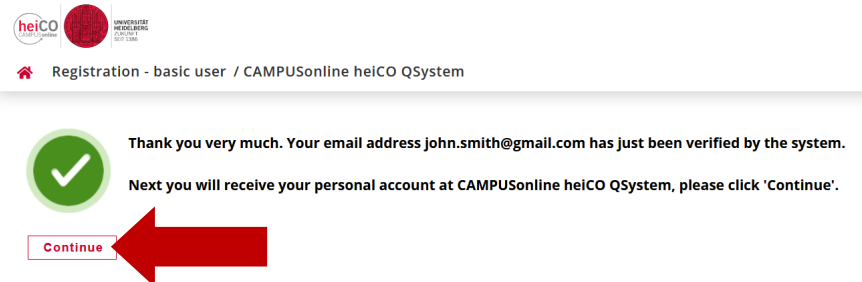 heiCO
CAMPUSonline
UNIVERSITÄT
HEIDELBERG
ZUKUNFT
SEIT 1386
Registration - basic user / CAMPUSonline heiCO QSystem
Thank you very much. Your email address john.smith@gmail.com has just been verified by the system.
Next you will receive your personal account at CAMPUSonline heiCO QSystem, please click 'Continue'.
Continue